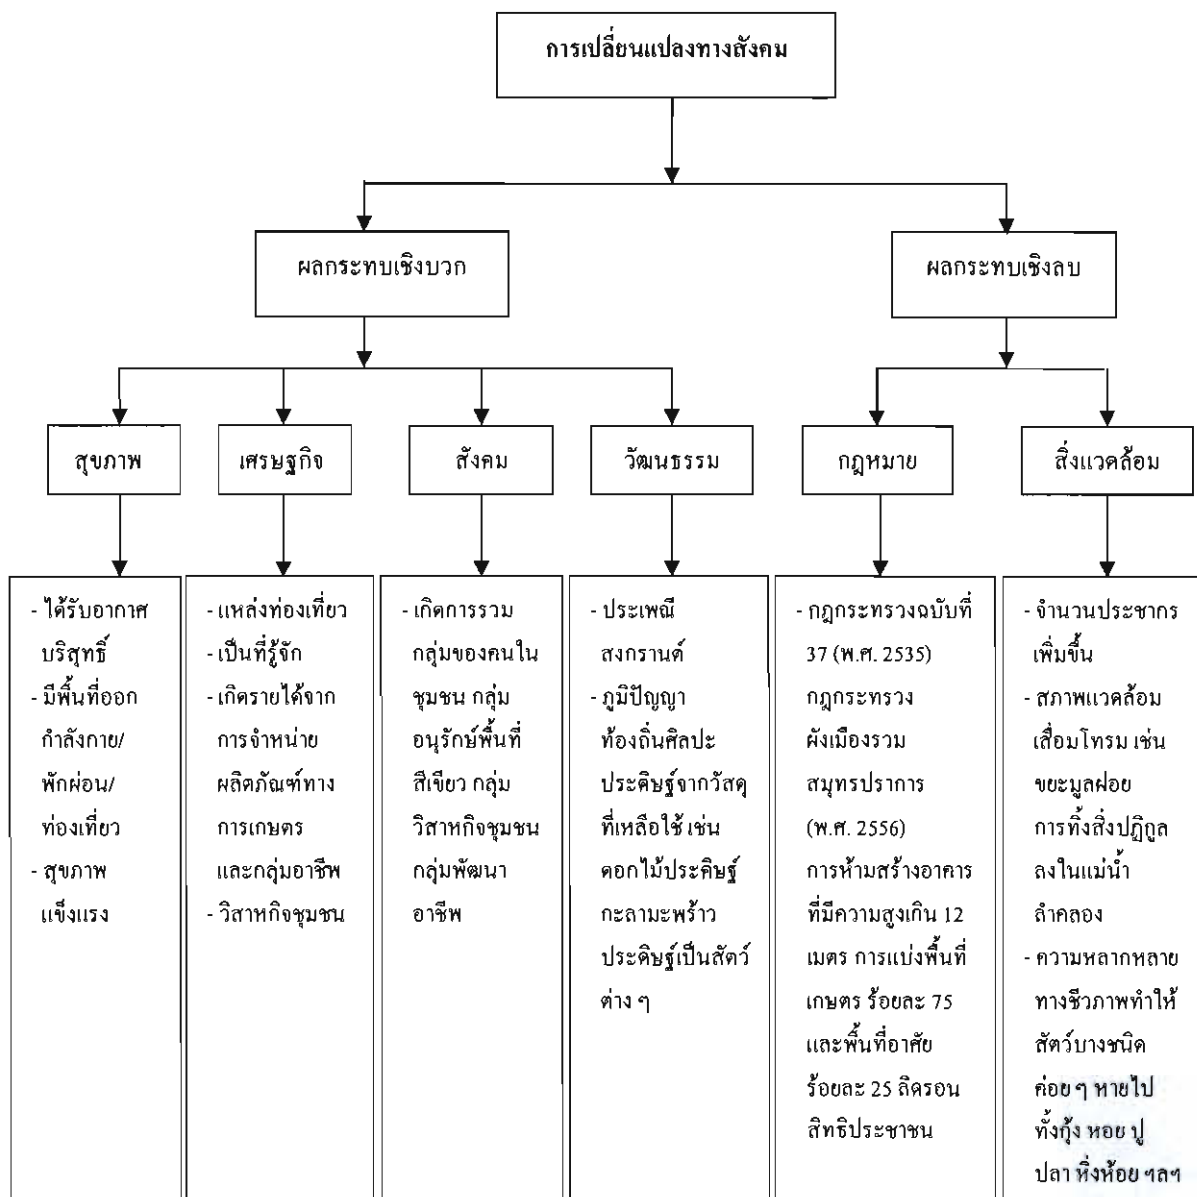 การเปลี่ยนแปลงทางสังคม
ผลกระทบเชิงบวก
ผลกระทบเชิงลบ
สุขภาพ
เศรษฐกิจ
สังคม
วัฒนธรรม
กฎหมาย
สิ่งแวดล้อม
- ได้รับอากาศ
บริสุทธิ์
- มีพื้นที่ออก
กำลังกาย/
พักผ่อน/
ท่องเที่ยว
- สุขภาพ
แข็งแรง
- แหล่งท่องเที่ยว
- เป็นที่รู้จัก
- เกิดรายได้จาก
การจำหน่าย
ผลิตภัณฑ์ทาง
การเกษตร
และกลุ่มอาชีพ
- วิสาหกิจชุมชน
- เกิดการรวม
กลุ่มของคนใน
ชุมชน กลุ่ม
อนุรักษ์พื้นที่
สีเขียว กลุ่ม
วิสาหกิจชุมชน
กลุ่มพัฒนา
อาชีพ
- ประเพณี
สงกรานต์
- ภูมิปัญญา
ท้องถิ่นศิลปะ
ประดิษฐ์จากวัสดุ
ที่เหลือใช้ เช่น
ดอกไม้ประดิษฐ์
กะลามะพร้าว
ประดิษฐ์เป็นสัตว์
ต่าง ๆ
- กฎกระทรวงฉบับที่
37 (พ.ศ. 2535)
กฎกระทรวง
ผังเมืองรวม
สมุทรปราการ
(พ.ศ. 2556)
การห้ามสร้างอาคาร
ที่มีความสูงเกิน 12
เมตร การแบ่งพื้นที่
เกษตร ร้อยละ 75
และพื้นที่อาศัย
ร้อยละ 25 ลิดรอน
สิทธิประชาชน
- จำนวนประชากร
เพิ่มขึ้น
- สภาพแวดล้อม
เสื่อมโทรม เช่น
ขยะมูลฝอย
การทิ้งสิ่งปฏิกูล
ลงในแม่น้ำ
ลำคลอง
- ความหลากหลาย
ทางชีวภาพทำให้
สัตว์บางชนิด
ค่อย ๆ หายไป
ทั้งกุ้ง หอย ปู
ปลา หิ่งห้อย ฯลฯ